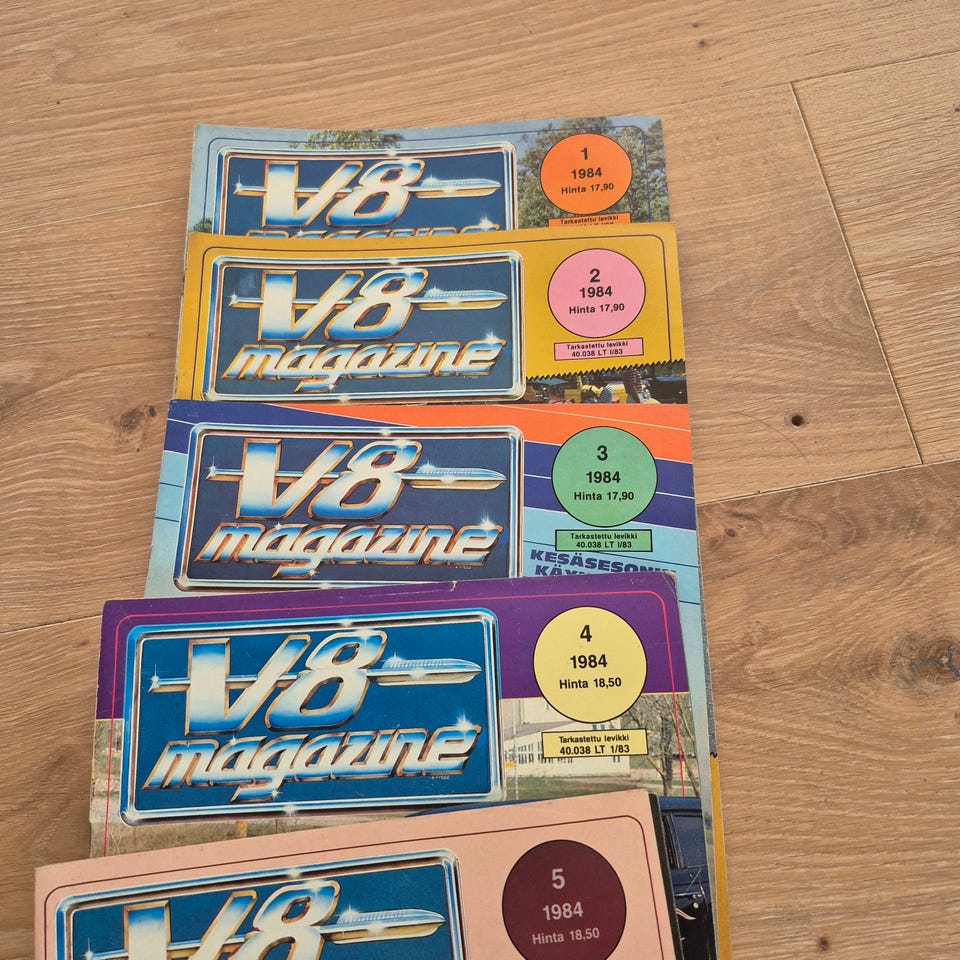 V8
1
1984
Hinta 17,90
Tarkastettu levikki
V8
magazine
2
1984
Hinta 17,90
Tarkastettu levikki
40.038 LT I/83
V8
magazine
3
1984
Hinta 17,90
Tarkastettu levikki
40.038 LT I/83
V8
magazine
4
1984
Hinta 18,50
Tarkastettu levikki
40.038 LT 1/83
V8
5
1984
Hinta 18,50